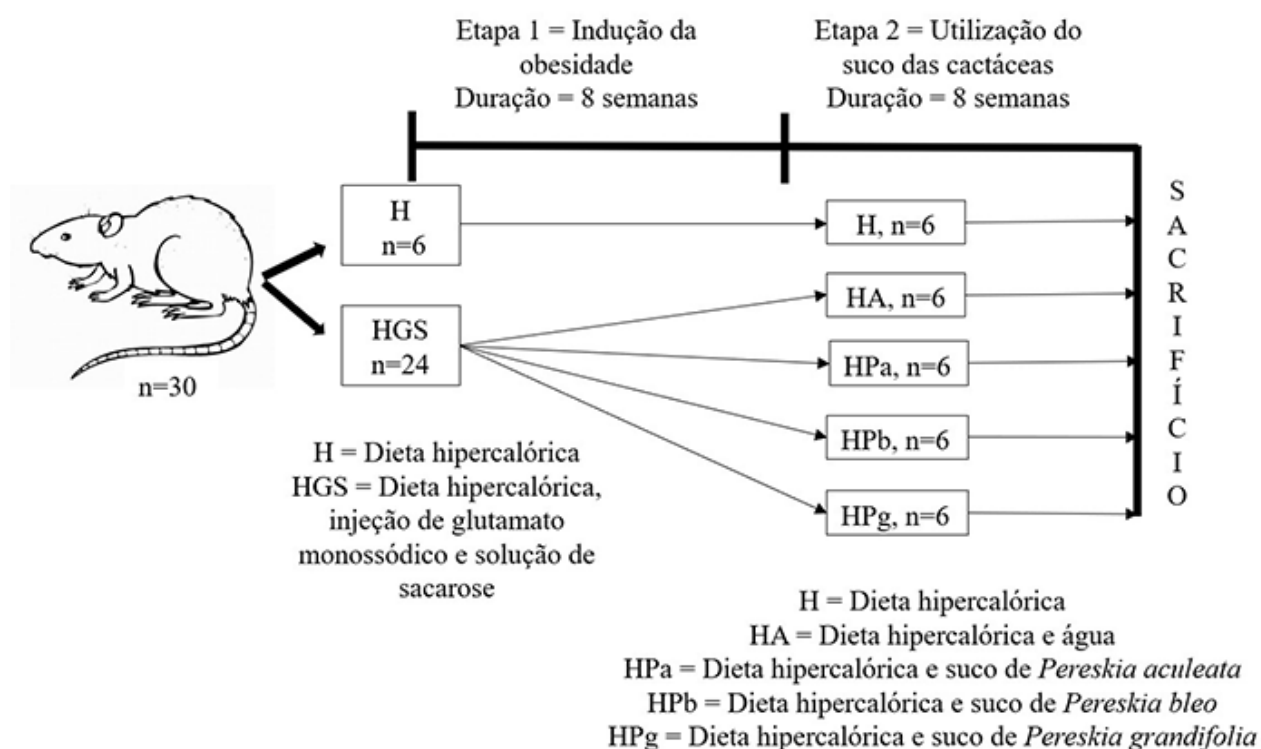 Etapa 1 = Indução da
obesidade
Duração = 8 semanas
Etapa 2 = Utilização do
suco das cactáceas
Duração = 8 semanas
n=30
H
n=6
HGS
n=24
H = Dieta hipercalórica
HGS = Dieta hipercalórica,
injeção de glutamato
monossódico e solução de
sacarose
H, n=6
HA, n=6
HPa, n=6
HPb, n=6
HPg, n=6
S
A
C
R
I
F
Í
C
I
O
H = Dieta hipercalórica
HA = Dieta hipercalórica e água
HPa = Dieta hipercalórica e suco de Pereskia aculeata
HPb = Dieta hipercalórica e suco de Pereskia bleo
HPg = Dieta hipercalórica e suco de Pereskia grandifolia